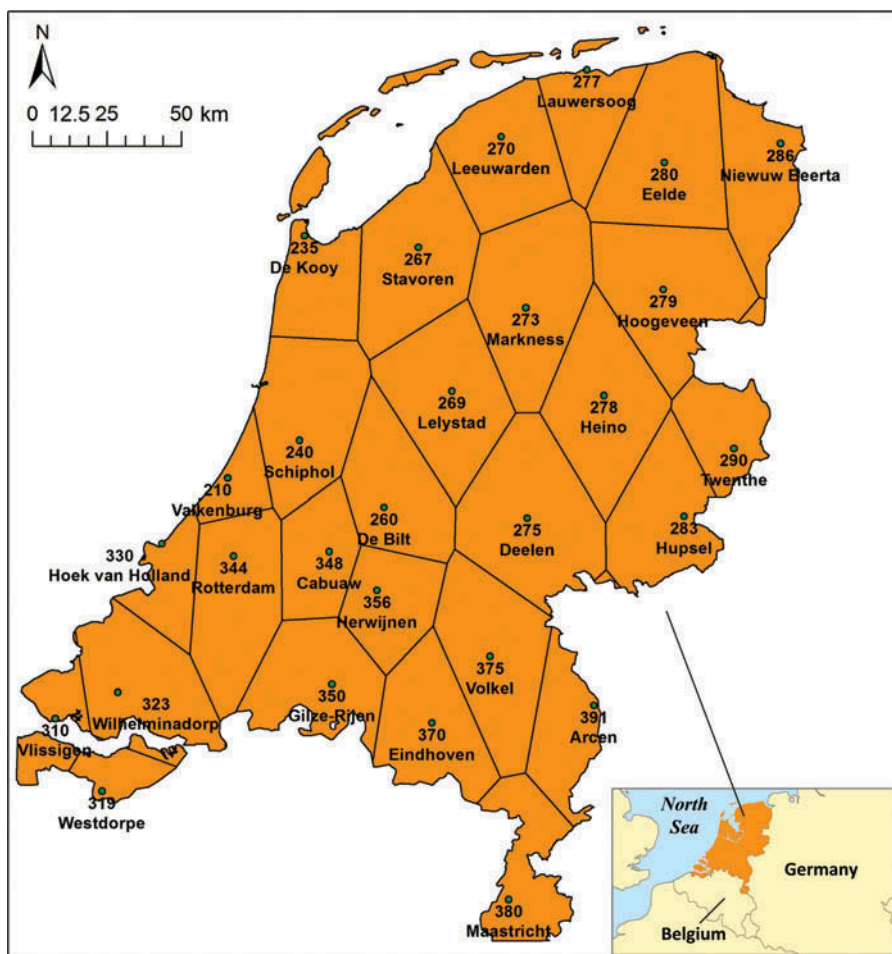 N
0 12.5 25 50 km
277
Lauwersoog
270
Leeuwarden
280
Eelde
286
Niewuw Beerta
235
De Kooy
267
Stavoren
279
Hoogeveen
273
Markness
269
Lelystad
278
Heino
240
Schiphol
290
Twenthe
210
Valkenburg
260
De Bilt
275
Deelen
283
Hupsel
330
Hoek van Holland
344
Rotterdam
348
Cabuaw
356
Herwijnen
375
Volkel
350
Gilze-Rijen
323
Wilhelminadorp
391
Arcen
310
Vlissigen
370
Eindhoven
319
Westdorpe
380
Maastricht
North
Sea
Germany
Belgium